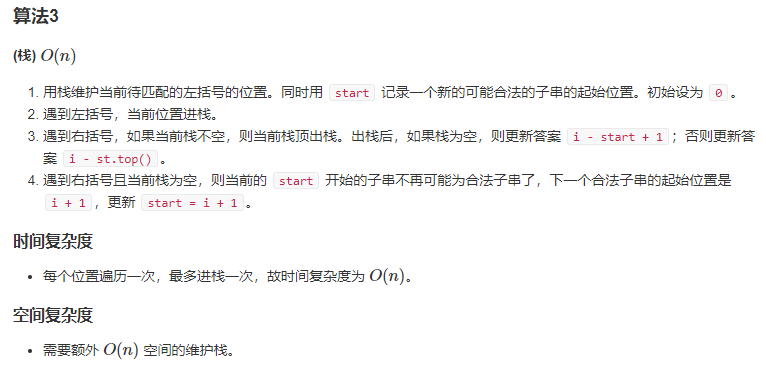 算法3
(栈) O(n)
1. 用栈维护当前待匹配的左括号的位置。同时用 start 记录一个新的可能合法的子串的起始位置。初始设为 0 。
2. 遇到左括号，当前位置进栈。
3. 遇到右括号，如果当前栈不空，则当前栈顶出栈。出栈后，如果栈为空，则更新答案 i - start + 1 ；否则更新答
案 i - st.top() 。
4. 遇到右括号且当前栈为空，则当前的 start 开始的子串不再可能为合法子串了，下一个合法子串的起始位置是
i + 1 ，更新 start = i + 1 。
时间复杂度
• 每个位置遍历一次，最多进栈一次，故时间复杂度为 O(n)。
空间复杂度
• 需要额外 O(n) 空间的维护栈。